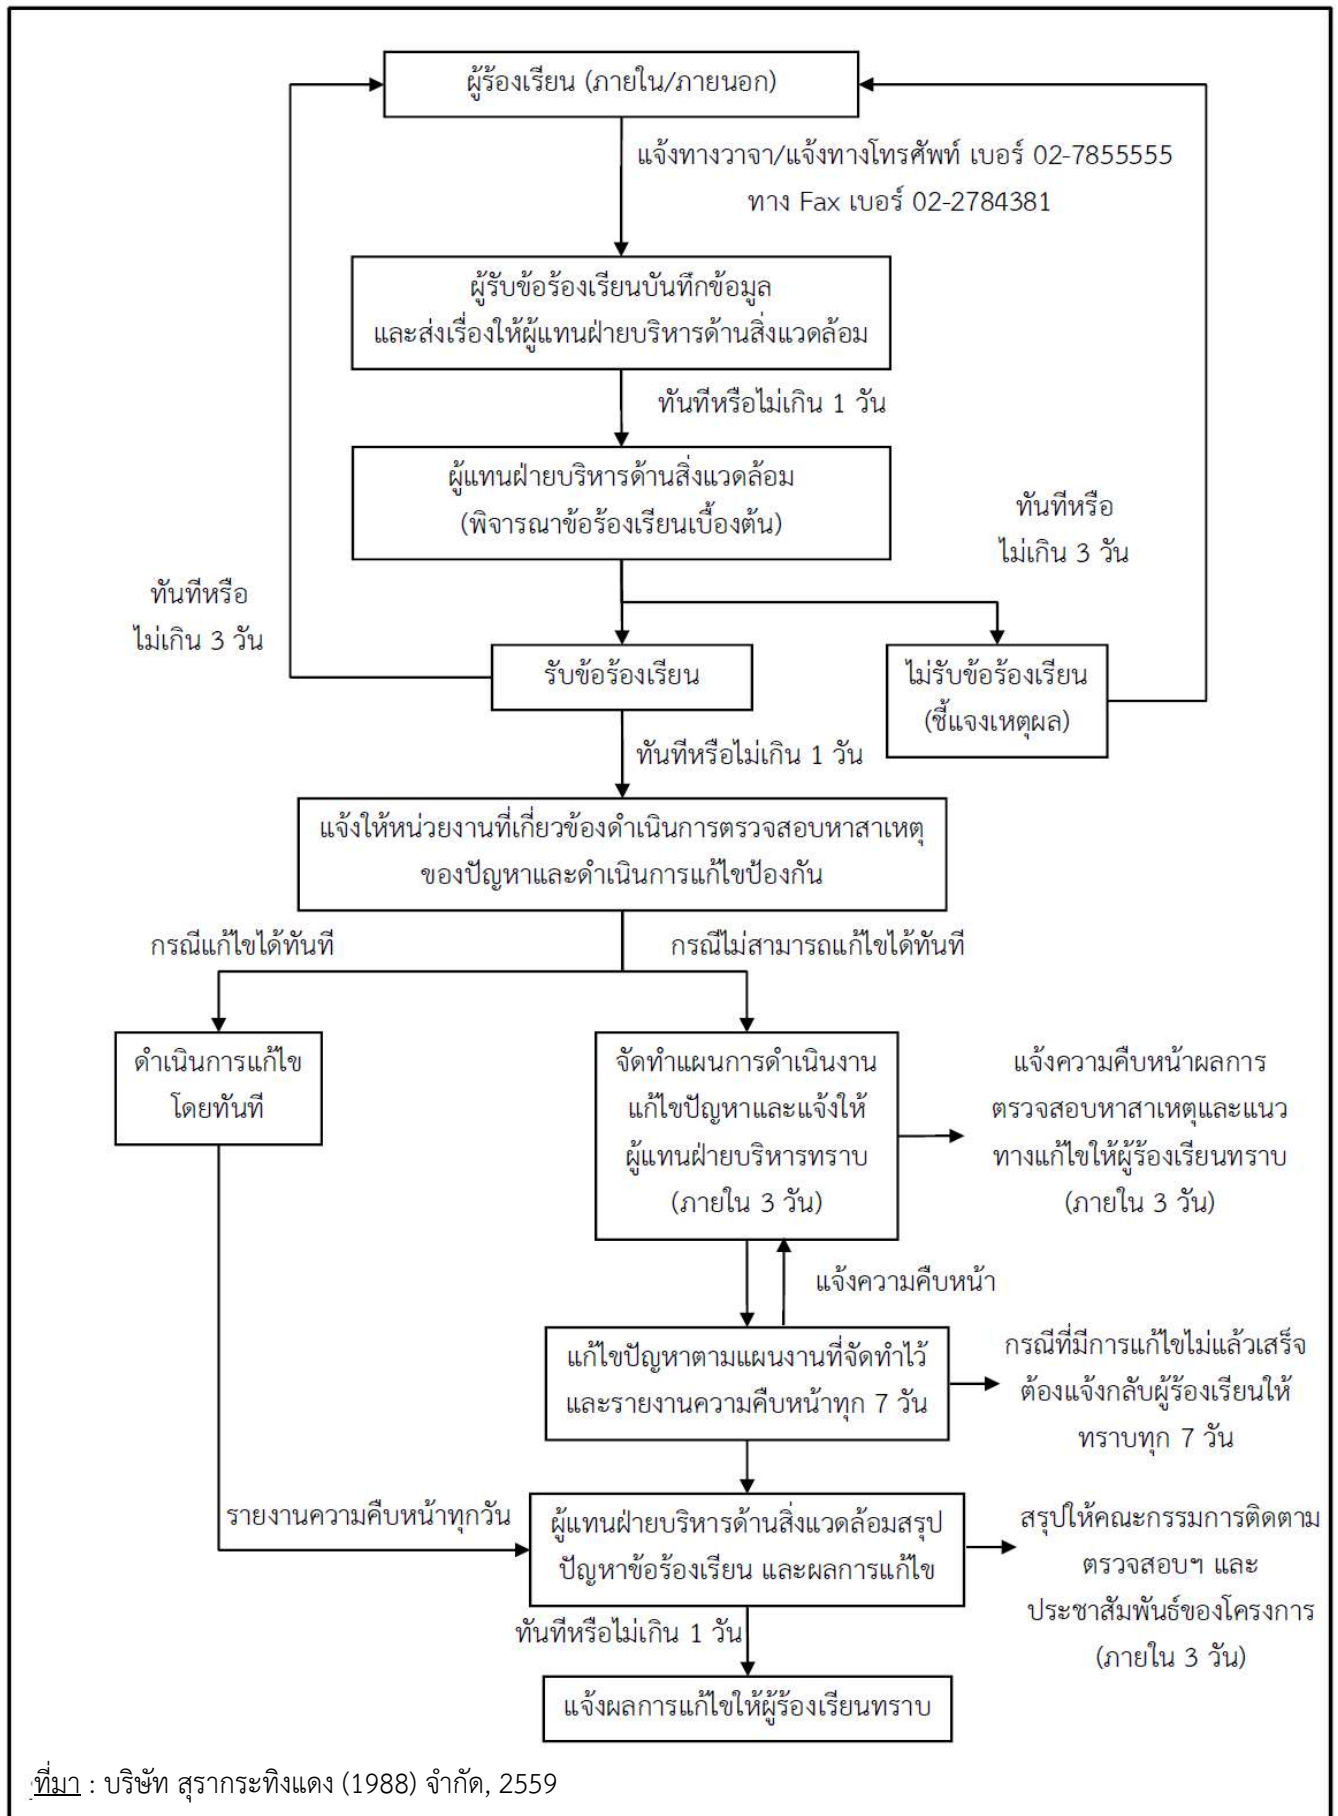 ผู้ร้องเรียน (ภายใน/ภายนอก)
แจ้งทางวาจา/แจ้งทางโทรศัพท์ เบอร์ 02-7855555
ทาง Fax เบอร์ 02-2784381
ผู้รับข้อร้องเรียนบันทึกข้อมูล
และส่งเรื่องให้ผู้แทนฝ่ายบริหารด้านสิ่งแวดล้อม
ทันทีหรือไม่เกิน 1 วัน
ผู้แทนฝ่ายบริหารด้านสิ่งแวดล้อม
(พิจารณาข้อร้องเรียนเบื้องต้น)
ทันทีหรือ
ไม่เกิน 3 วัน
ทันทีหรือ
ไม่เกิน 3 วัน
รับข้อร้องเรียน
ไม่รับข้อร้องเรียน
(ชี้แจงเหตุผล)
ทันทีหรือไม่เกิน 1 วัน
แจ้งให้หน่วยงานที่เกี่ยวข้องดำเนินการตรวจสอบหาสาเหตุ
ของปัญหาและดำเนินการแก้ไขป้องกัน
กรณีแก้ไขได้ทันที
กรณีไม่สามารถแก้ไขได้ทันที
ดำเนินการแก้ไข
โดยทันที
จัดทำแผนการดำเนินงาน
แก้ไขปัญหาและแจ้งให้
ผู้แทนฝ่ายบริหารทราบ
(ภายใน 3 วัน)
แจ้งความคืบหน้าผลการ
ตรวจสอบหาสาเหตุและแนว
ทางแก้ไขให้ผู้ร้องเรียนทราบ
(ภายใน 3 วัน)
แจ้งความคืบหน้า
แก้ไขปัญหาตามแผนงานที่จัดทำไว้
และรายงานความคืบหน้าทุก 7 วัน
กรณีที่มีการแก้ไขไม่แล้วเสร็จ
ต้องแจ้งกลับผู้ร้องเรียนให้
ทราบทุก 7 วัน
รายงานความคืบหน้าทุกวัน
ผู้แทนฝ่ายบริหารด้านสิ่งแวดล้อมสรุป
ปัญหาข้อร้องเรียน และผลการแก้ไข
สรุปให้คณะกรรมการติดตาม
ตรวจสอบฯ และ
ประชาสัมพันธ์ของโครงการ
(ภายใน 3 วัน)
ทันทีหรือไม่เกิน 1 วัน
แจ้งผลการแก้ไขให้ผู้ร้องเรียนทราบ
ที่มา : บริษัท สุรากระทิงแดง (1988) จำกัด, 2559